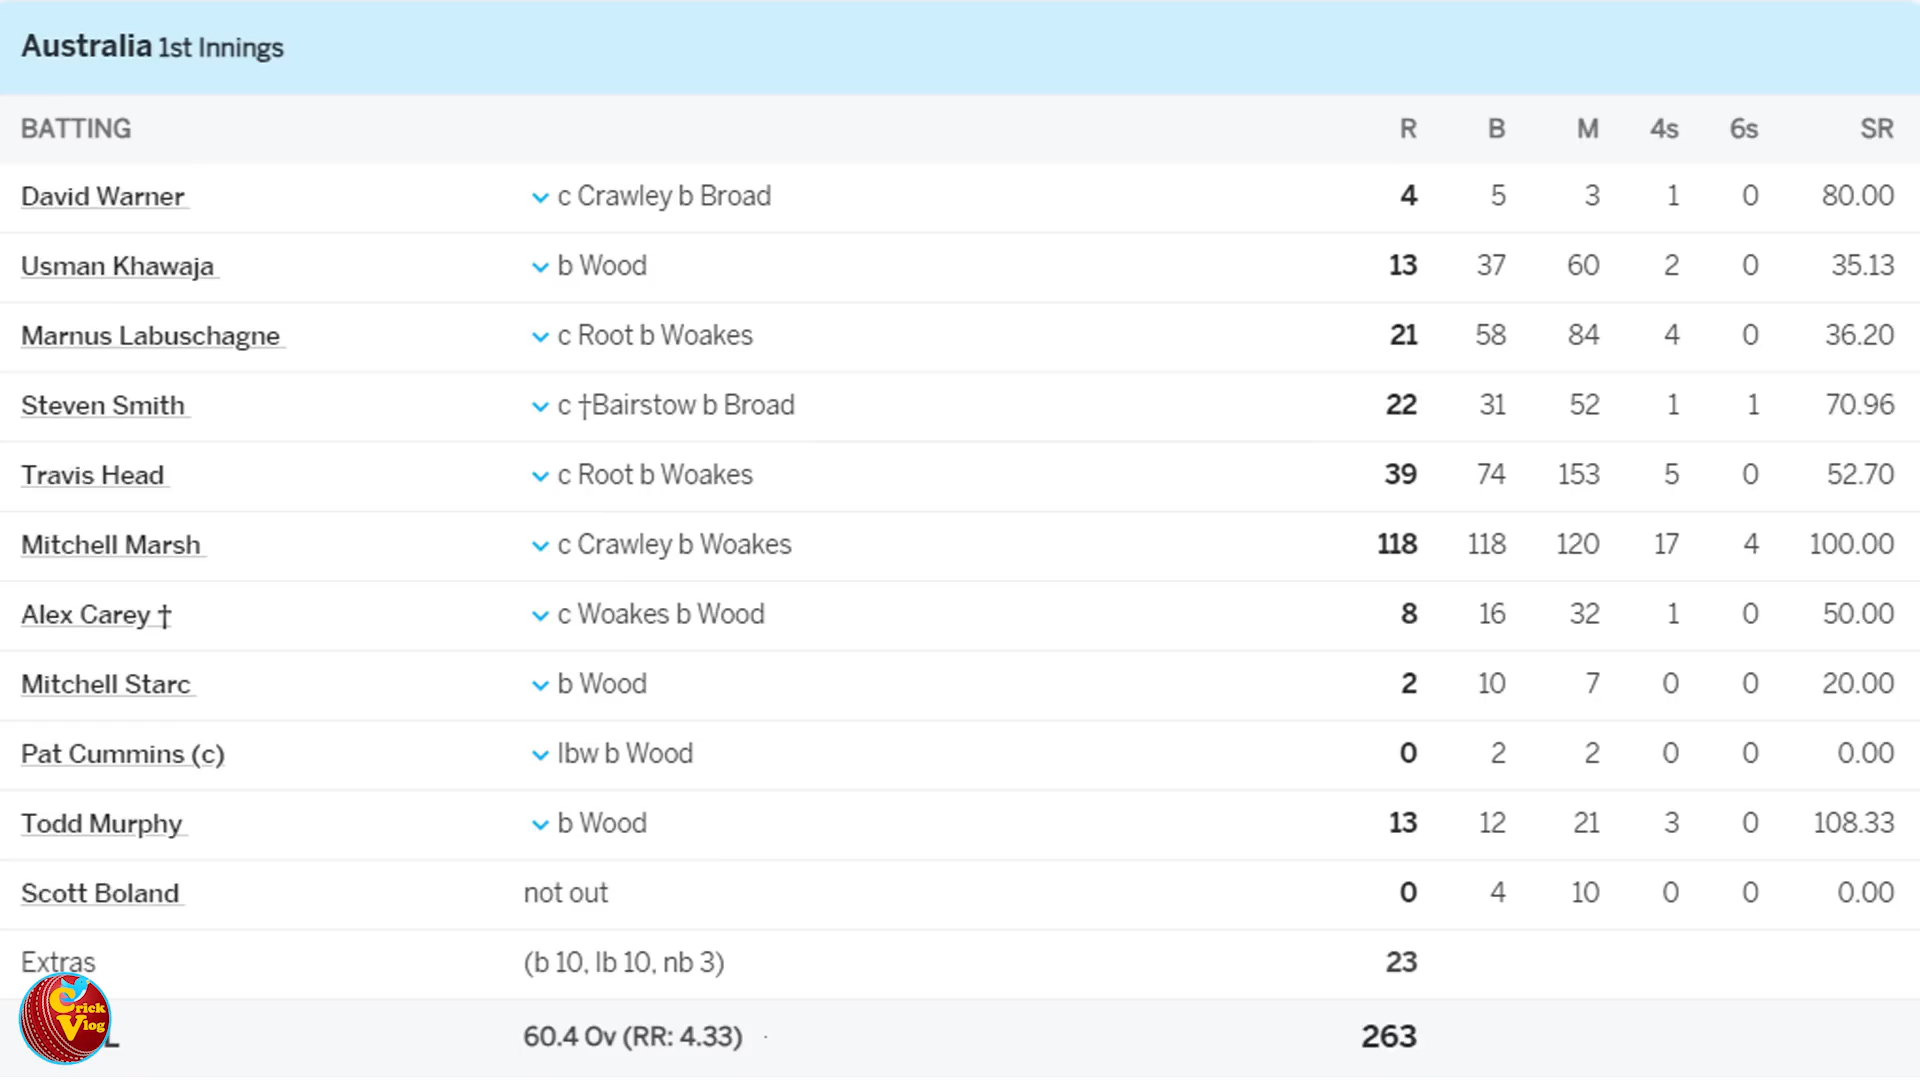 Australia 1st Innings
BATTING R B M 4s 6s SR
David Warner c Crawley b Broad 4 5 3 1 0 80.00
Usman Khawaja b Wood 13 37 60 2 0 35.13
Marnus Labuschagne c Root b Woakes 21 58 84 4 0 36.20
Steven Smith c †Bairstow b Broad 22 31 52 1 1 70.96
Travis Head c Root b Woakes 39 74 153 5 0 52.70
Mitchell Marsh c Crawley b Woakes 118 118 120 17 4 100.00
Alex Carey † c Woakes b Wood 8 16 32 1 0 50.00
Mitchell Starc b Wood 2 10 7 0 0 20.00
Pat Cummins (c) lbw b Wood 0 2 2 0 0 0.00
Todd Murphy b Wood 13 12 21 3 0 108.33
Scott Boland not out 0 4 10 0 0 0.00
Extras (b 10, lb 10, nb 3) 23
60.4 Ov (RR: 4.33) 263
Crick
Vlog